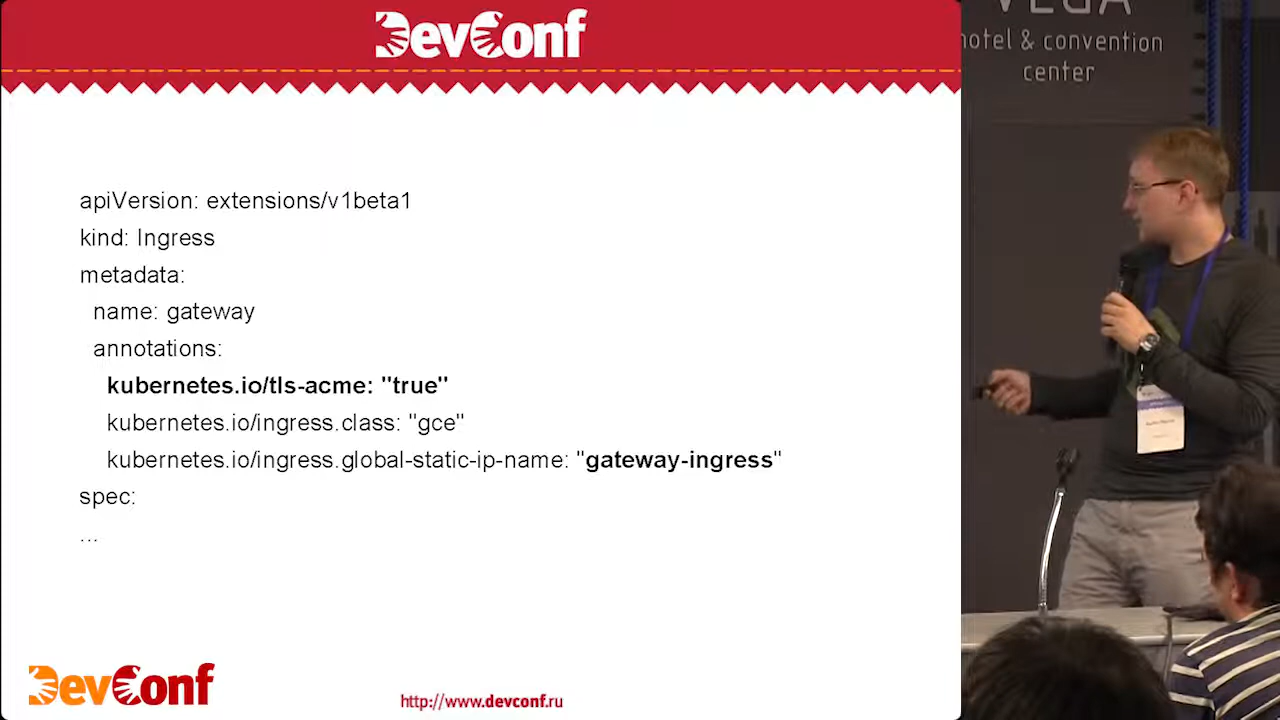 DevConf
VEGA
hotel & convention
center
apiVersion: extensions/v1beta1
kind: Ingress
metadata:
name: gateway
annotations:
kubernetes.io/tls-acme: "true"
kubernetes.io/ingress.class: "gce"
kubernetes.io/ingress.global-static-ip-name: "gateway-ingress"
spec:
...
DevConf
http://www.devconf.ru